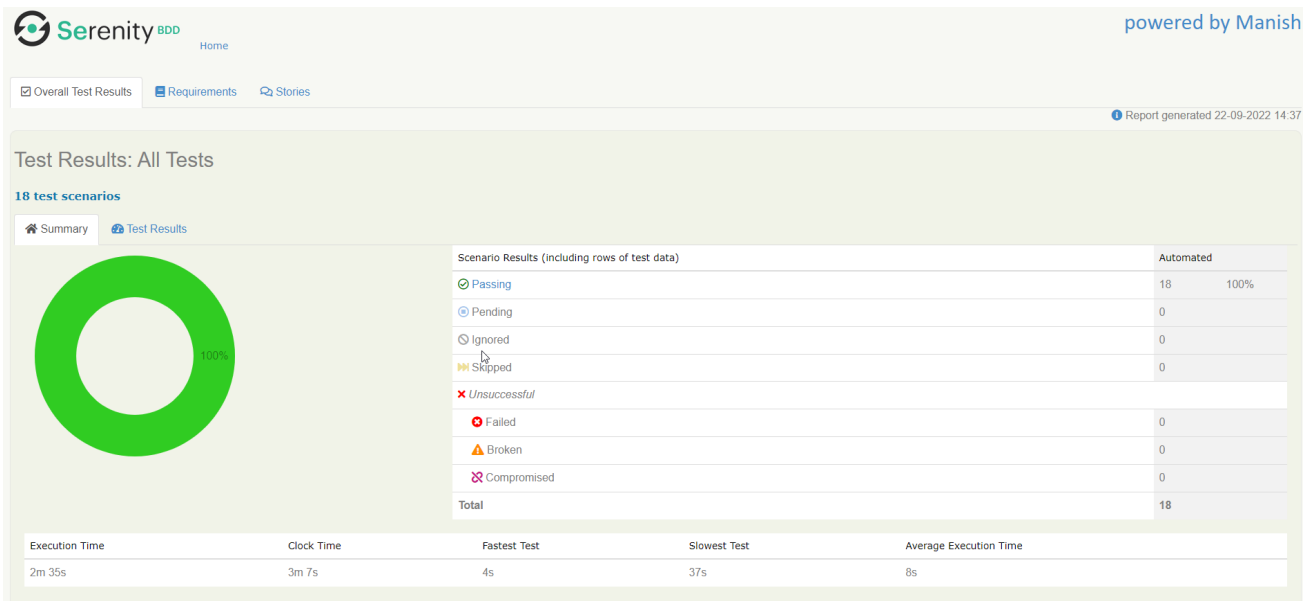 Serenity BDD
Home
powered by Manish
Overall Test Results Requirements Stories
Report generated 22-09-2022 14:37
Test Results: All Tests
18 test scenarios
Summary Test Results
100%
Scenario Results (including rows of test data) Automated
Passing 18 100%
Pending 0
Ignored 0
Skipped 0
Unsuccessful
Failed 0
Broken 0
Compromised 0
Total 18
Execution Time Clock Time Fastest Test Slowest Test Average Execution Time
2m 35s 3m 7s 4s 37s 8s